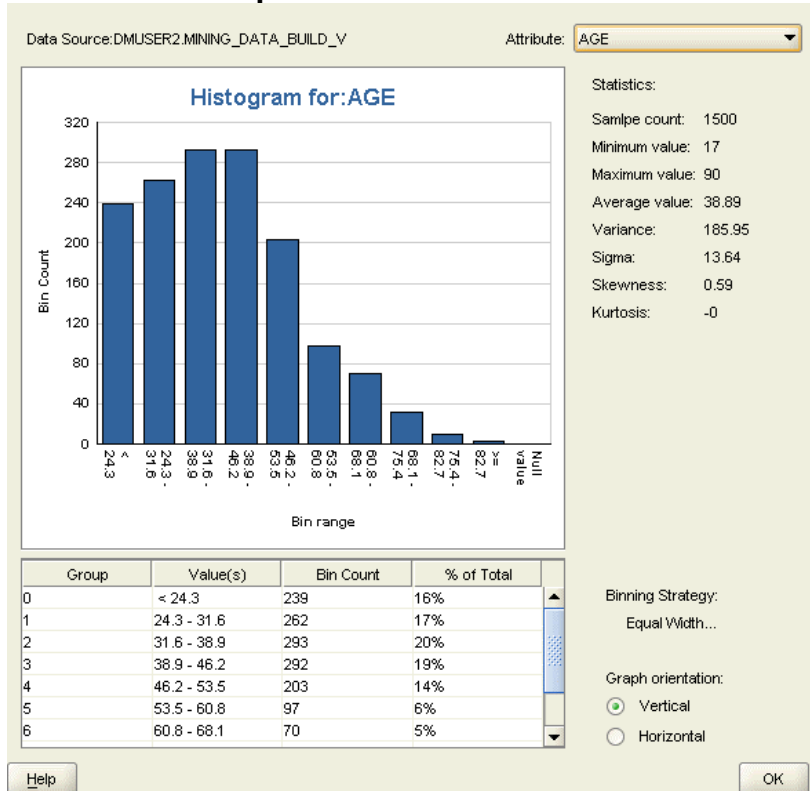 Data Source:DMUSER2.MINING_DATA_BUILD_V
Attribute: AGE
Histogram for:AGE
320
280
240
200
160
120
80
40
0
Bin Count
< 24.3
24.3 - 31.6
31.6 - 38.9
38.9 - 46.2
46.2 - 53.5
53.5 - 60.8
60.8 - 68.1
68.1 - 75.4
75.4 - 82.7
>= 82.7
Null value
Bin range
Statistics:
Samlpe count: 1500
Minimum value: 17
Maximum value: 90
Average value: 38.89
Variance: 185.95
Sigma: 13.64
Skewness: 0.59
Kurtosis: -0
Group Value(s) Bin Count % of Total
0 < 24.3 239 16%
1 24.3 - 31.6 262 17%
2 31.6 - 38.9 293 20%
3 38.9 - 46.2 292 19%
4 46.2 - 53.5 203 14%
5 53.5 - 60.8 97 6%
6 60.8 - 68.1 70 5%
Binning Strategy:
Equal Width...
Graph orientation:
Vertical
Horizontal
Help
OK